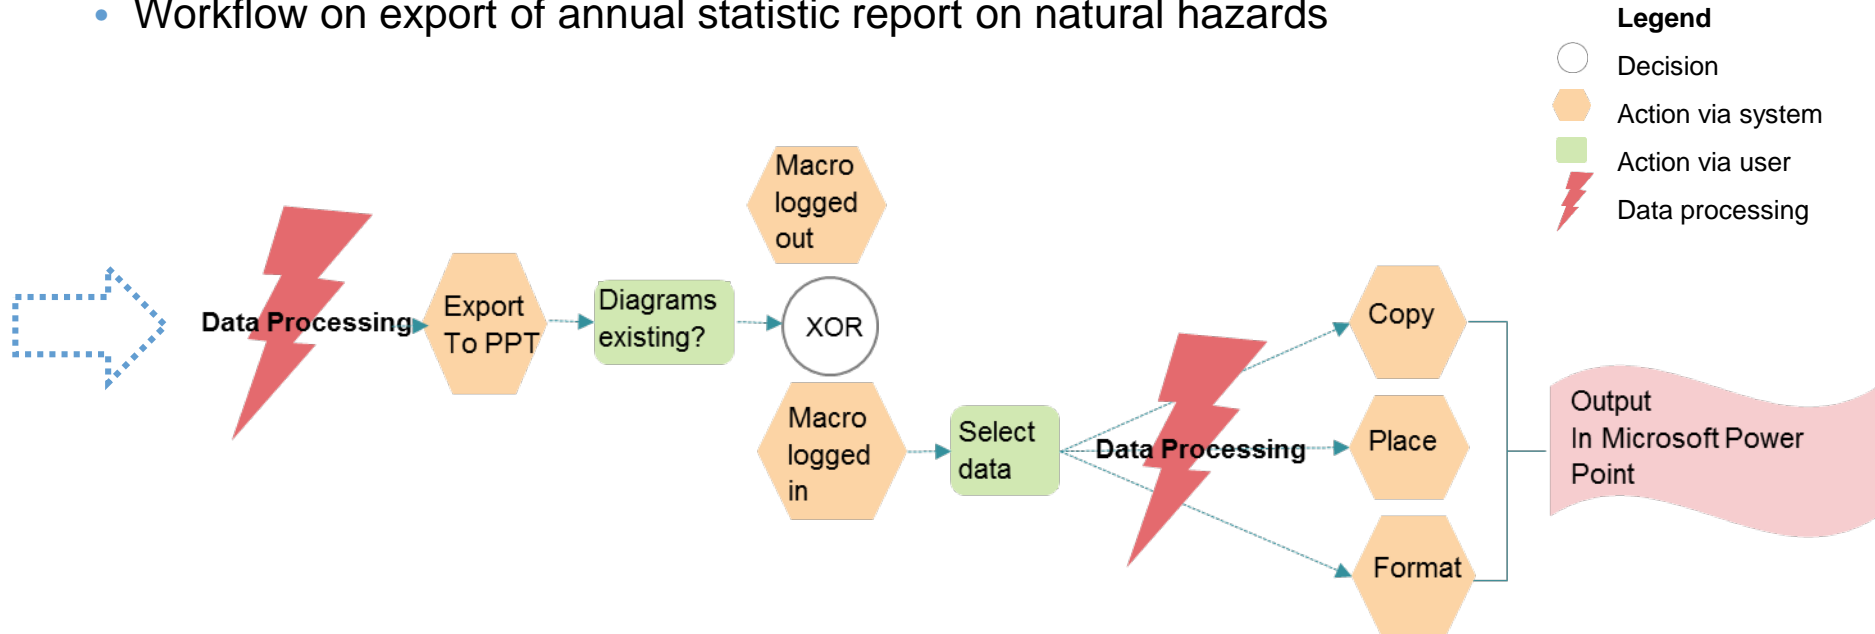 • Workflow on export of annual statistic report on natural hazards
Legend
Decision
Action via system
Action via user
Data processing
Data Processing
Export
To PPT
Diagrams
existing?
Macro
logged
out
XOR
Macro
logged
in
Select
data
Data Processing
Copy
Place
Format
Output
In Microsoft Power
Point